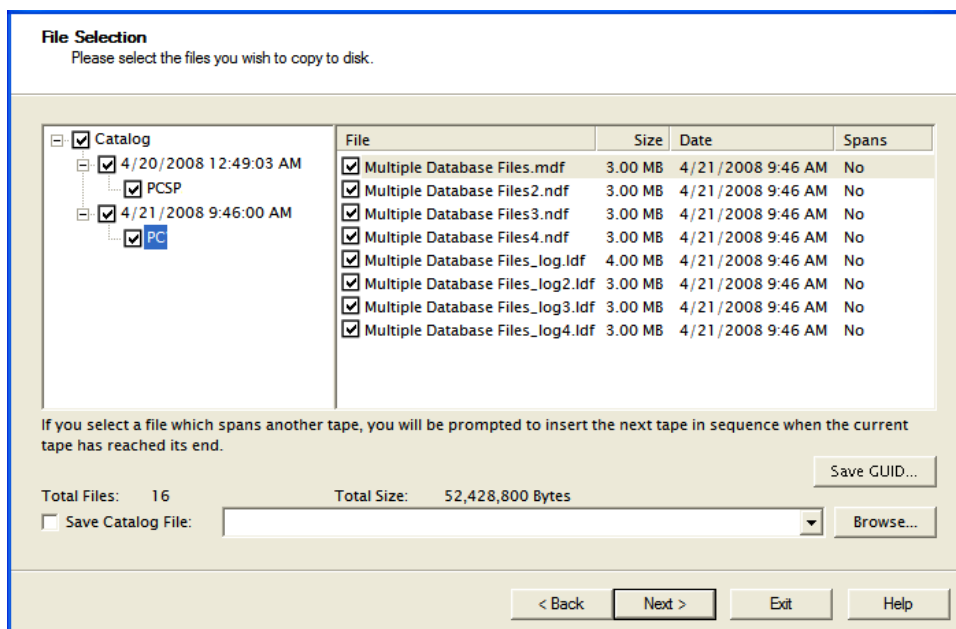 File Selection
Please select the files you wish to copy to disk.
Catalog
4/20/2008 12:49:03 AM
PCSP
4/21/2008 9:46:00 AM
PC
File Size Date Spans
Multiple Database Files.mdf 3.00 MB 4/21/2008 9:46 AM No
Multiple Database Files2.ndf 3.00 MB 4/21/2008 9:46 AM No
Multiple Database Files3.ndf 3.00 MB 4/21/2008 9:46 AM No
Multiple Database Files4.ndf 3.00 MB 4/21/2008 9:46 AM No
Multiple Database Files_log.ldf 4.00 MB 4/21/2008 9:46 AM No
Multiple Database Files_log2.ldf 3.00 MB 4/21/2008 9:46 AM No
Multiple Database Files_log3.ldf 3.00 MB 4/21/2008 9:46 AM No
Multiple Database Files_log4.ldf 3.00 MB 4/21/2008 9:46 AM No
If you select a file which spans another tape, you will be prompted to insert the next tape in sequence when the current
tape has reached its end.
Save GUID...
Total Files: 16 Total Size: 52,428,800 Bytes
Save Catalog File: Browse...
< Back Next > Exit Help